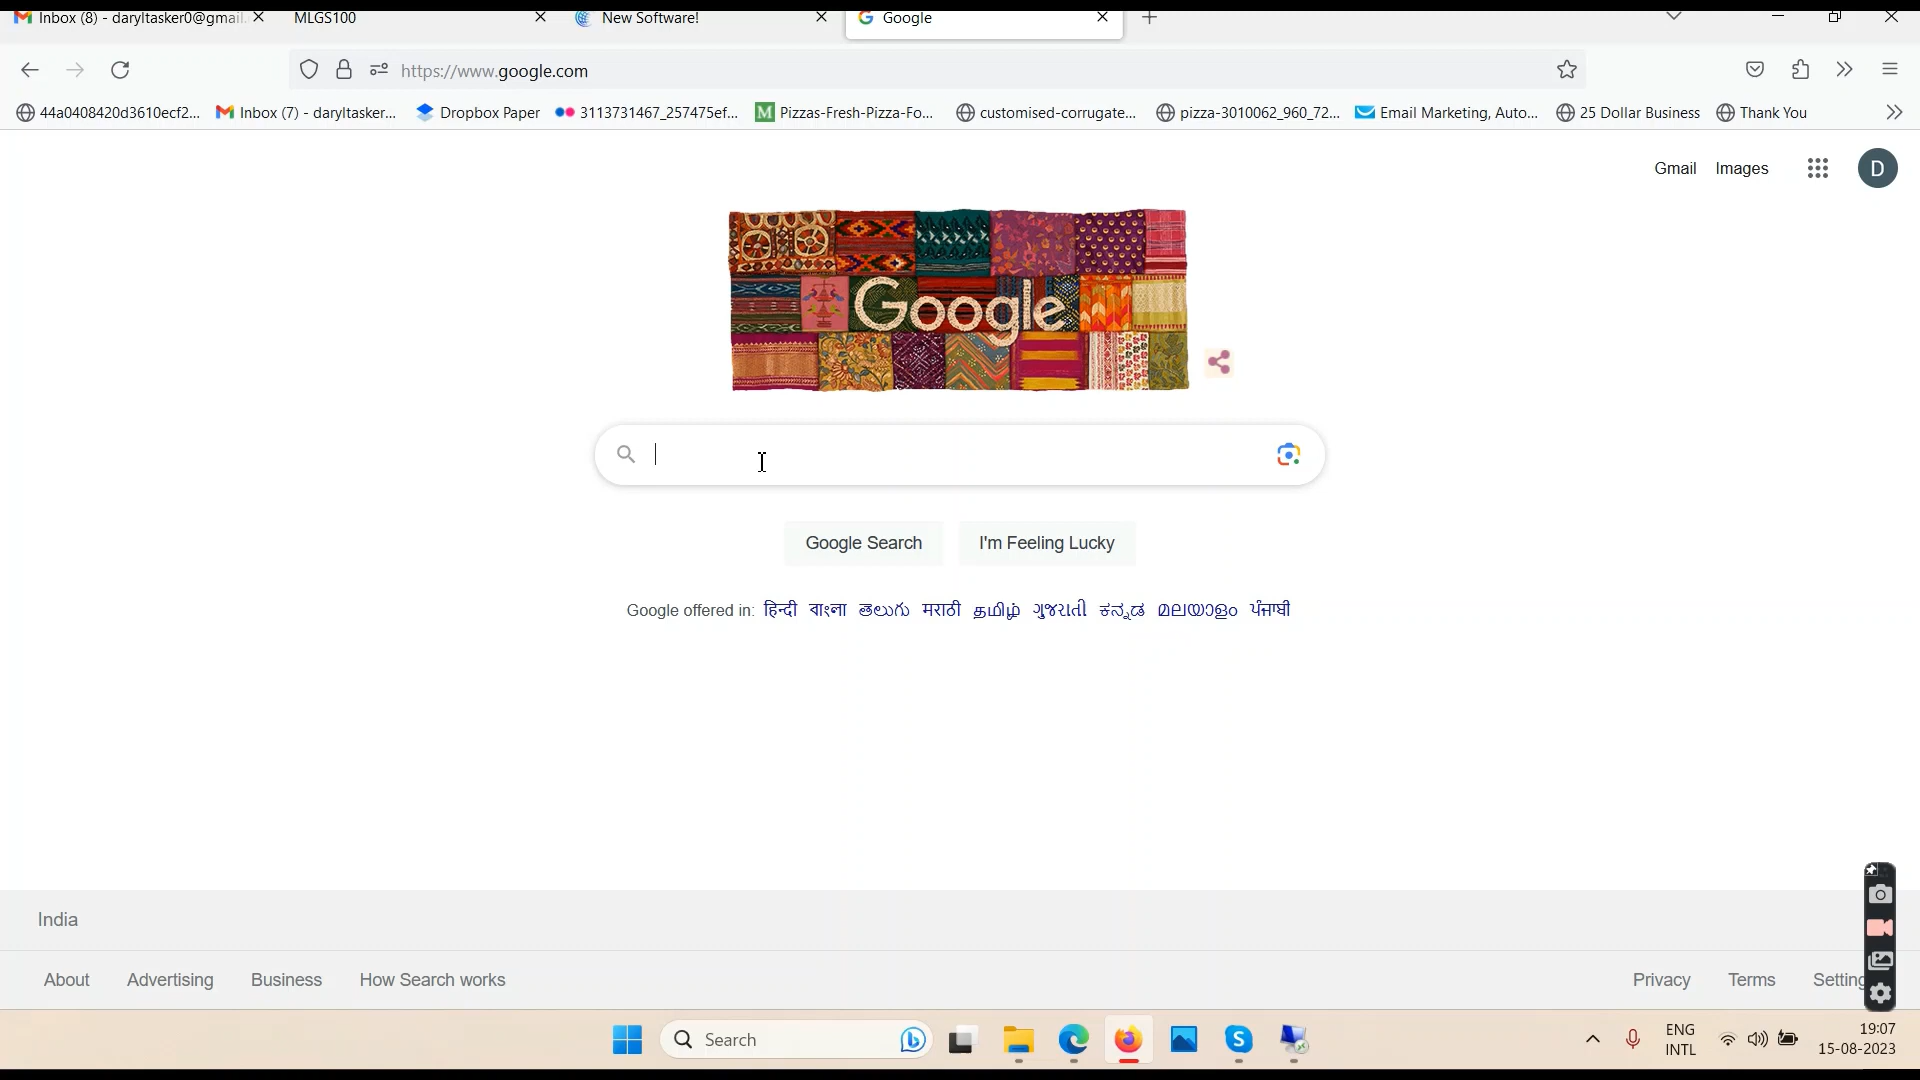 Inbox (8) - daryltasker0@gmail. MLGS100 New Software! Google
https://www.google.com
44a0408420d3610ecf2... Inbox (7) - daryltasker... Dropbox Paper 3113731467_257475ef... Pizzas-Fresh-Pizza-Fo... customised-corrugate... pizza-3010062_960_72... Email Marketing, Auto... 25 Dollar Business Thank You
Gmail Images D
Google
Google Search I'm Feeling Lucky
Google offered in: हिन्दी বাংলা తెలుగు मराठी தமிழ் ગુજરાતી ಕನ್ನಡ മലയാളം ਪੰਜਾਬੀ
India
About Advertising Business How Search works Privacy Terms Setting
Search ENG INTL 19:07
15-08-2023